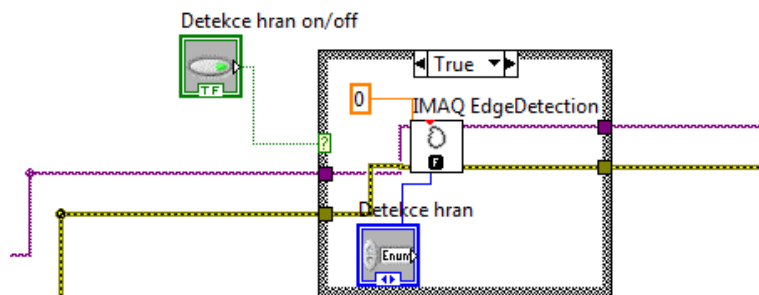 Detekce hran on/off
TF
True
?
0
IMAQ EdgeDetection
F
Detekce hran
Enum